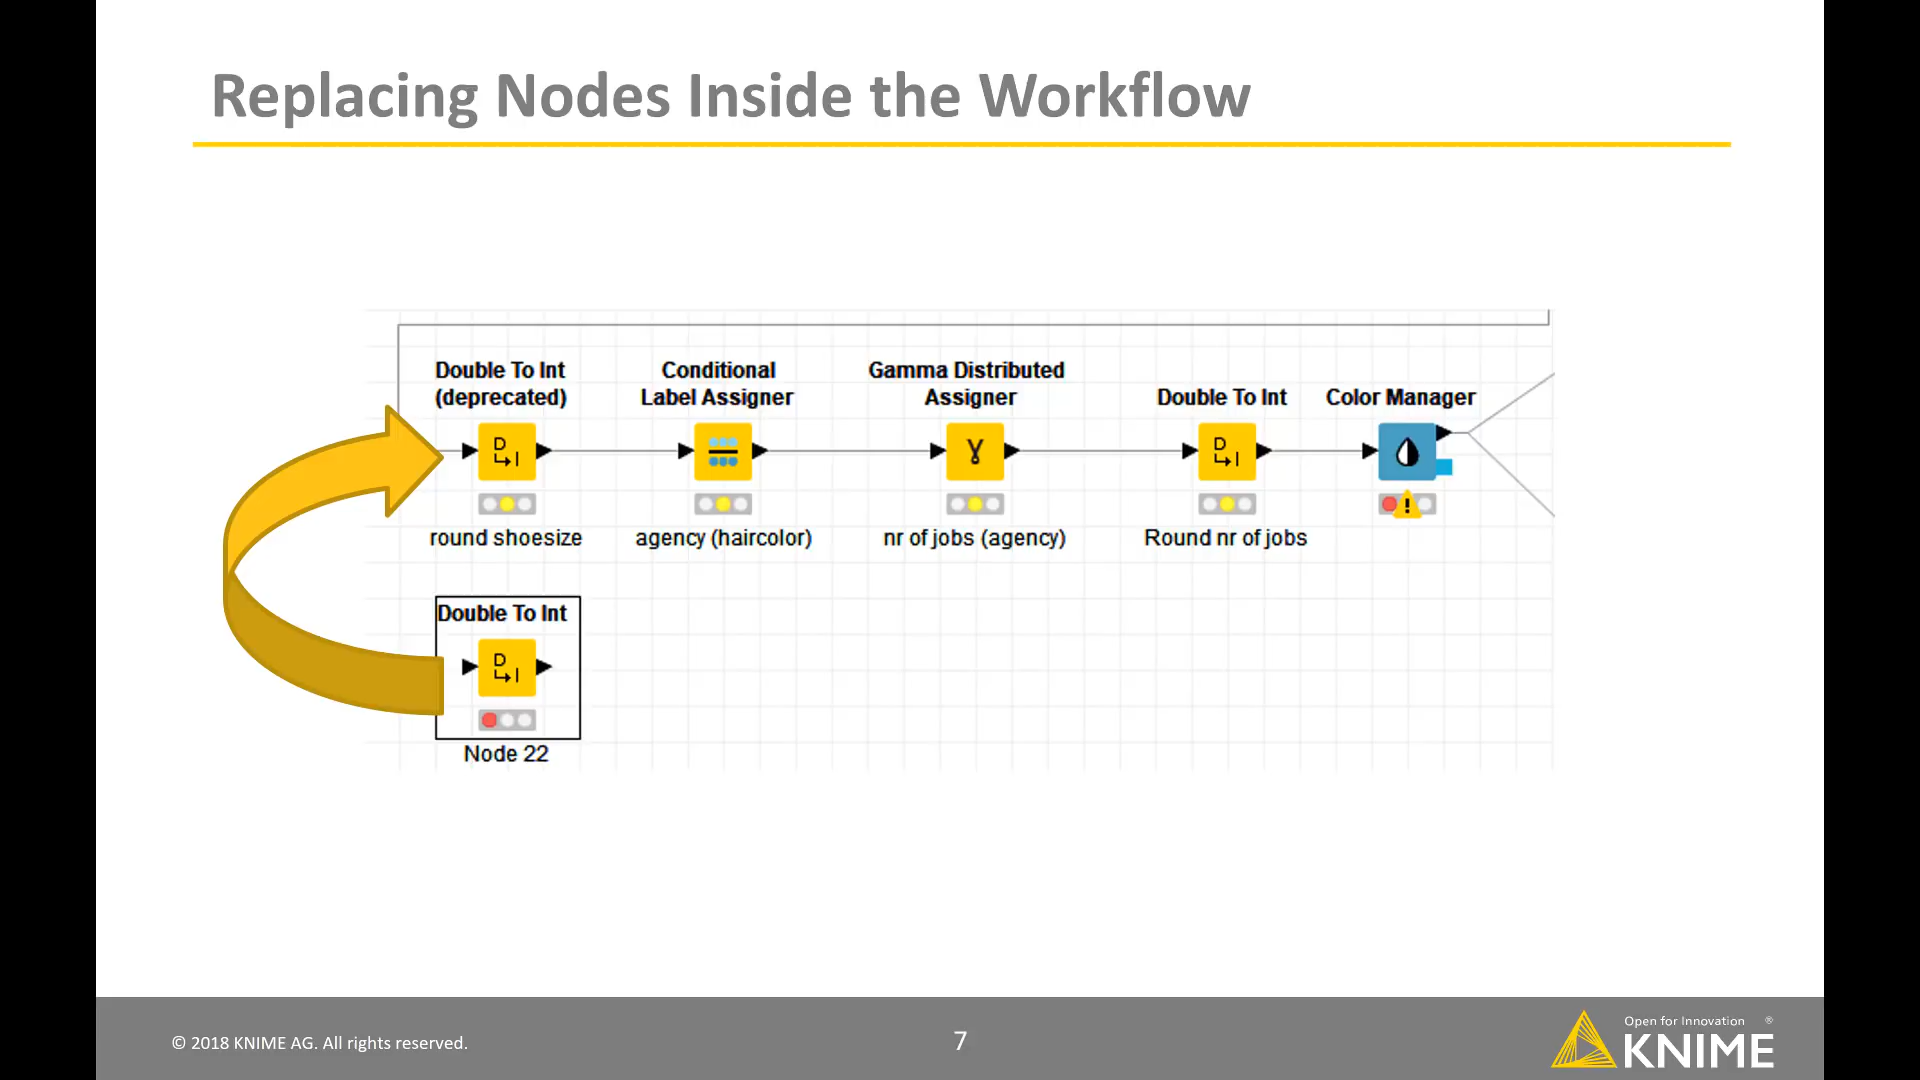 Replacing Nodes Inside the Workflow
Double To Int
(deprecated)
Conditional
Label Assigner
Gamma Distributed
Assigner
Double To Int
Color Manager
D
I
γ
D
I
!
round shoesize
agency (haircolor)
nr of jobs (agency)
Round nr of jobs
Double To Int
D
I
Node 22
© 2018 KNIME AG. All rights reserved.
7
Open for Innovation ®
KNIME